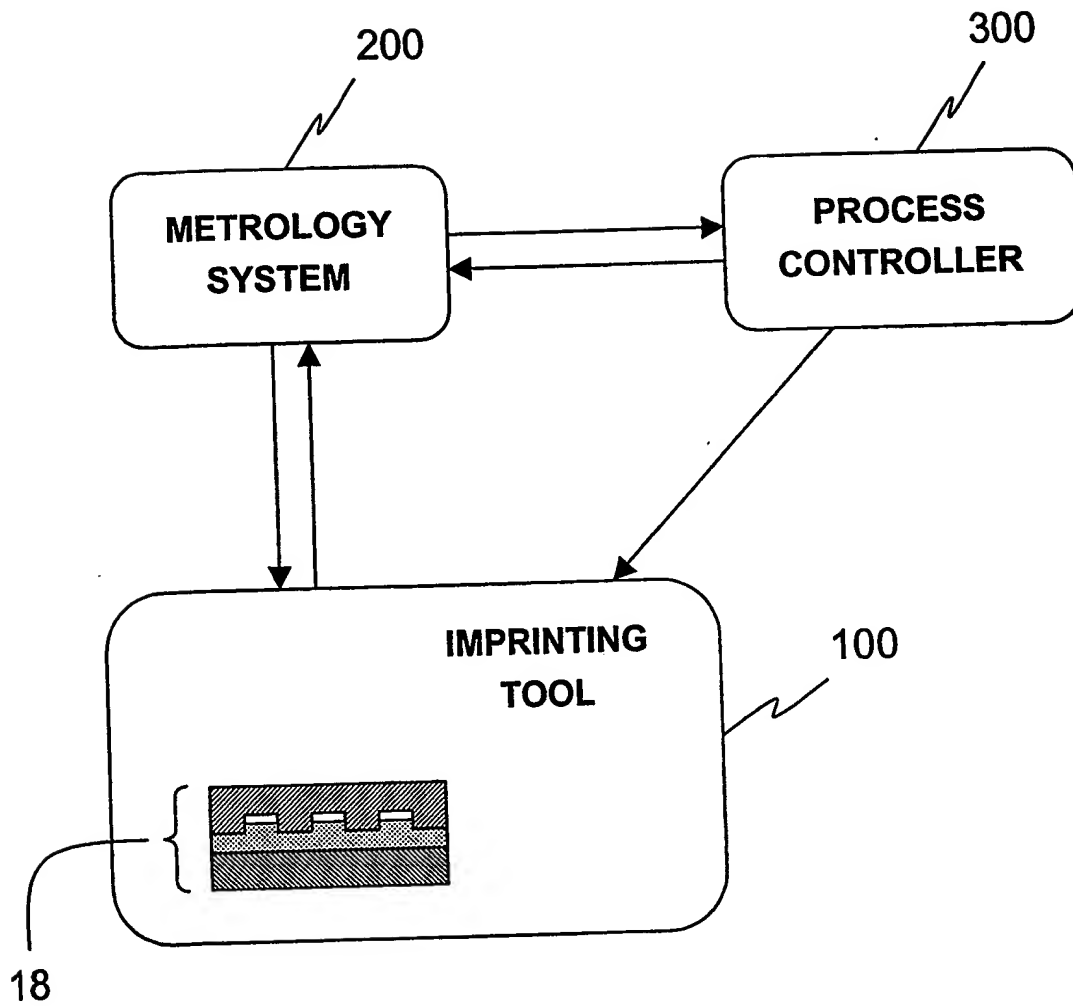 200
300
METROLOGY
SYSTEM
PROCESS
CONTROLLER
IMPRINTING
TOOL
100
18